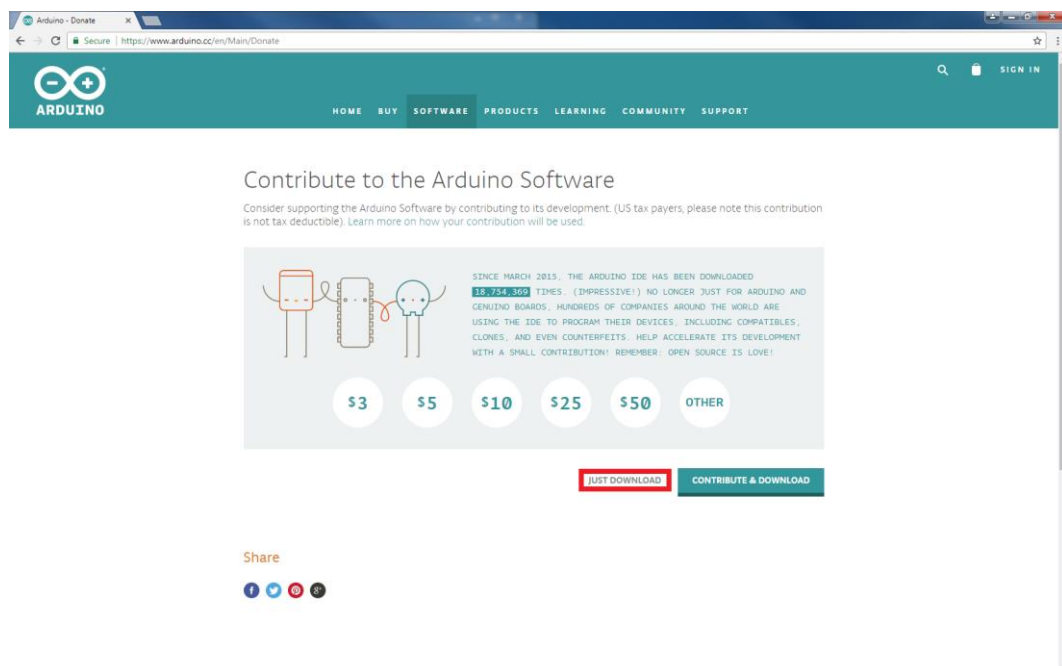 Arduino - Donate
Secure https://www.arduino.cc/en/Main/Donate
SIGN IN
ARDUINO
HOME BUY SOFTWARE PRODUCTS LEARNING COMMUNITY SUPPORT
Contribute to the Arduino Software
Consider supporting the Arduino Software by contributing to its development. (US tax payers, please note this contribution
is not tax deductible). Learn more on how your contribution will be used.
SINCE MARCH 2015, THE ARDUINO IDE HAS BEEN DOWNLOADED
18,754,369 TIMES. (IMPRESSIVE!) NO LONGER JUST FOR ARDUINO AND
GENUINO BOARDS, HUNDREDS OF COMPANIES AROUND THE WORLD ARE
USING THE IDE TO PROGRAM THEIR DEVICES, INCLUDING COMPATIBLES,
CLONES, AND EVEN COUNTERFEITS. HELP ACCELERATE ITS DEVELOPMENT
WITH A SMALL CONTRIBUTION! REMEMBER: OPEN SOURCE IS LOVE!
$3 $5 $10 $25 $50 OTHER
JUST DOWNLOAD CONTRIBUTE & DOWNLOAD
Share